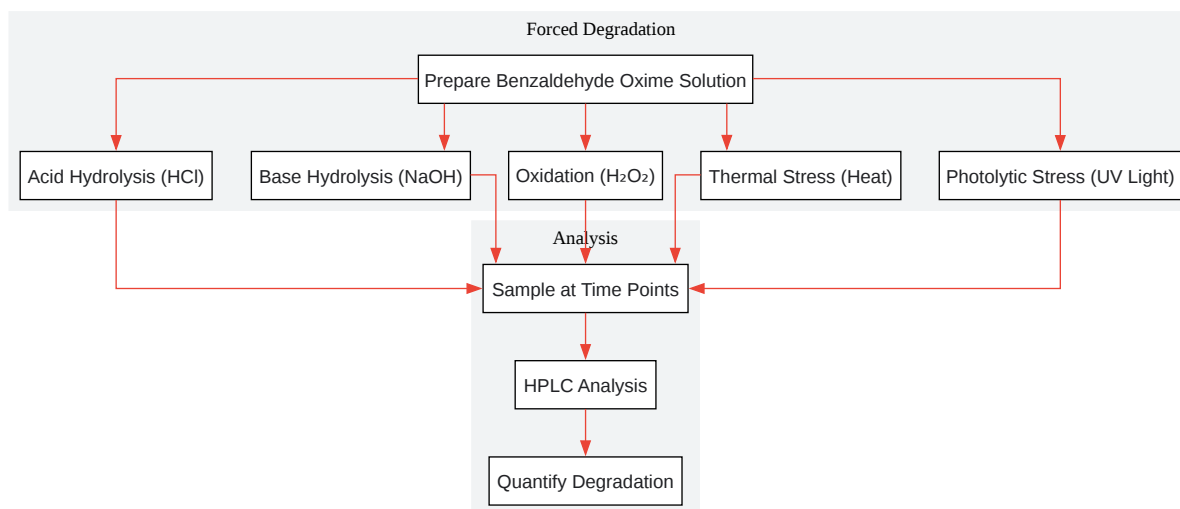 Forced Degradation
Prepare Benzaldehyde Oxime Solution
Acid Hydrolysis (HCl)
Base Hydrolysis (NaOH)
Oxidation (H₂O₂)
Thermal Stress (Heat)
Photolytic Stress (UV Light)
Analysis
Sample at Time Points
HPLC Analysis
Quantify Degradation